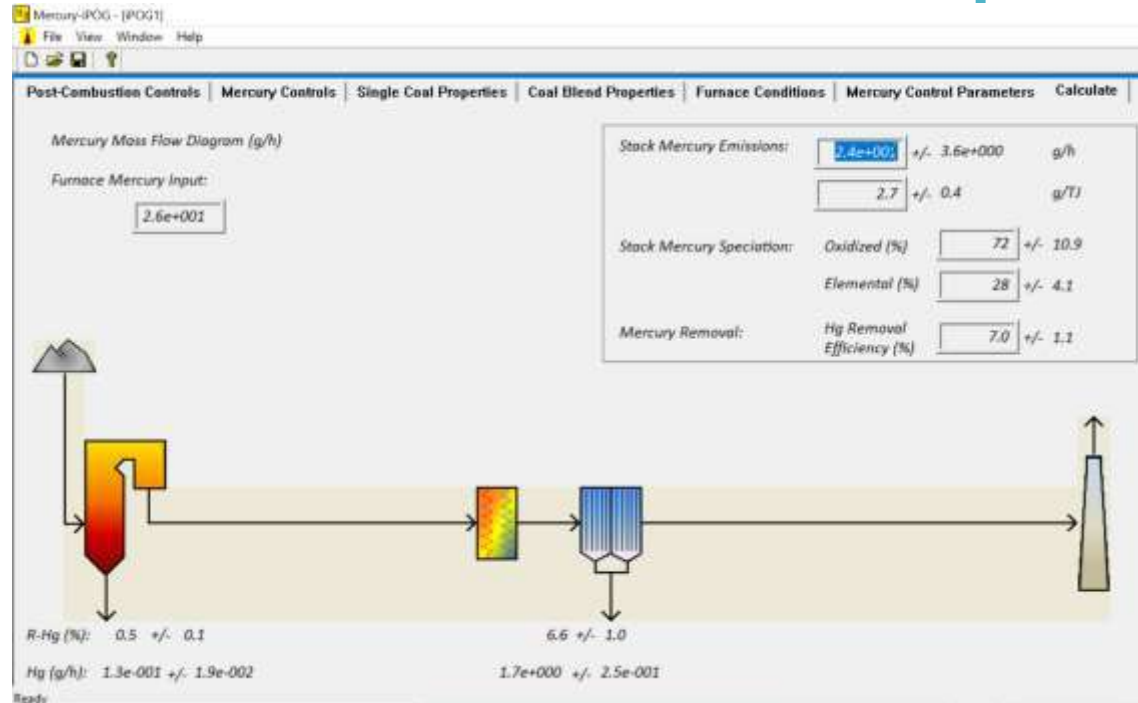 Mercury-iPOG - [iPOG1]
File View Window Help
Post-Combustion Controls | Mercury Controls | Single Coal Properties | Coal Blend Properties | Furnace Conditions | Mercury Control Parameters Calculate
Mercury Mass Flow Diagram (g/h)
Furnace Mercury Input:
2.6e+001
Stack Mercury Emissions: 2.4e+001 +/- 3.6e+000 g/h
2.7 +/- 0.4 g/TJ
Stack Mercury Speciation: Oxidized (%) 72 +/- 10.9
Elemental (%) 28 +/- 4.1
Mercury Removal: Hg Removal Efficiency (%) 7.0 +/- 1.1
R-Hg (%): 0.5 +/- 0.1 6.6 +/- 1.0
Hg (g/h): 1.3e-001 +/- 1.9e-002 1.7e+000 +/- 2.5e-001
Ready